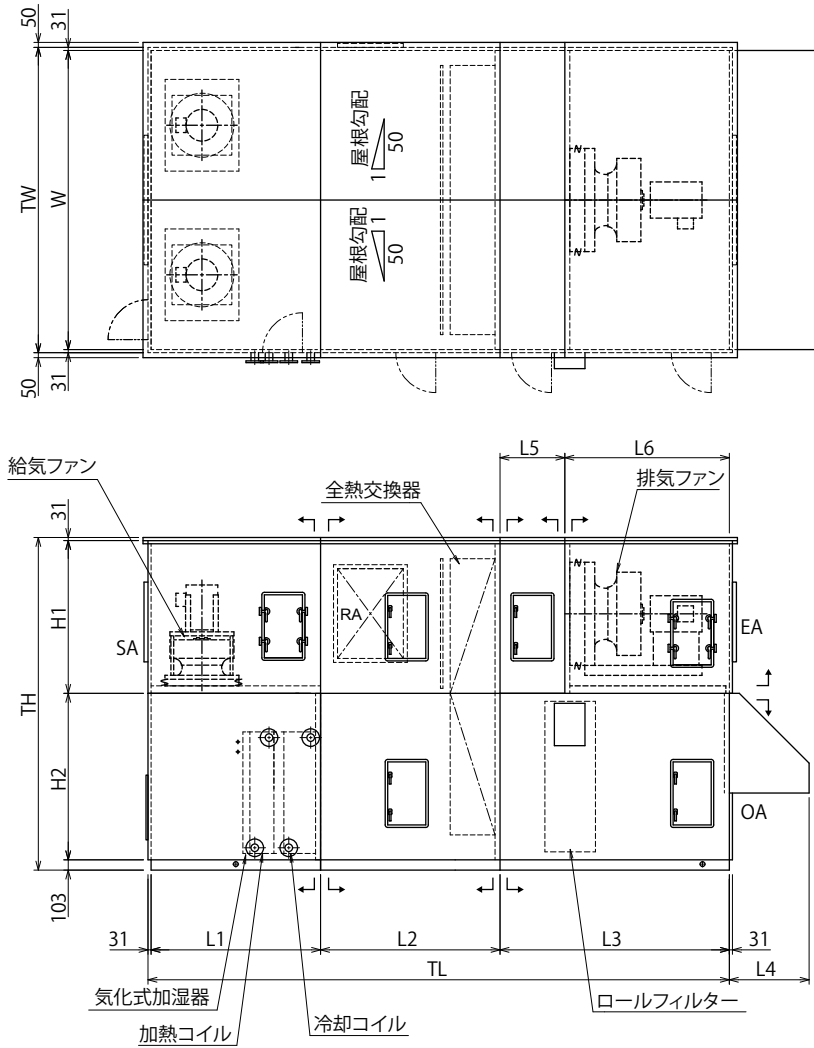 50
31
TW
W
屋根勾配
1
50
屋根勾配
1
50
50
31
給気ファン
全熱交換器
L5
L6
排気ファン
31
H1
SA
RA
EA
TH
H2
OA
103
31
L1
L2
L3
31
TL
L4
気化式加湿器
加熱コイル
冷却コイル
ロールフィルター